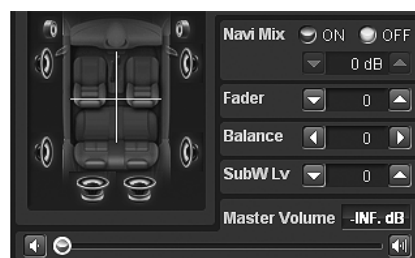 Navi Mix ON OFF
0 dB
Fader 0
Balance 0
SubW Lv 0
Master Volume -INF. dB